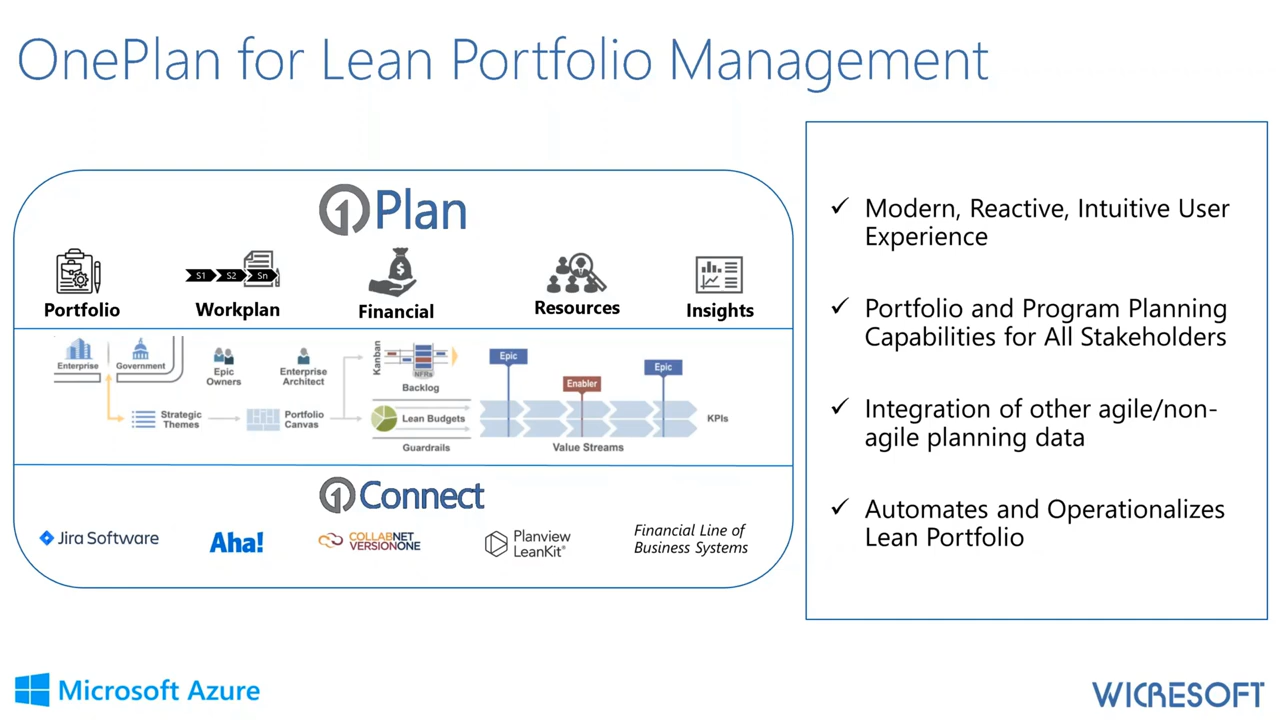 OnePlan for Lean Portfolio Management
1Plan
S1 S2 Sn
Portfolio
Workplan
Financial
Resources
Insights
Enterprise
Government
Epic
Owners
Enterprise
Architect
Kanban
NFRs
Backlog
Epic
Enabler
Epic
Strategic
Themes
Portfolio
Canvas
Lean Budgets
Guardrails
Value Streams
KPIs
1Connect
Jira Software
Aha!
COLLABNET
VERSIONONE
Planview
LeanKit®
Financial Line of
Business Systems
✓ Modern, Reactive, Intuitive User
Experience
✓ Portfolio and Program Planning
Capabilities for All Stakeholders
✓ Integration of other agile/non-
agile planning data
✓ Automates and Operationalizes
Lean Portfolio
Microsoft Azure
WICRESOFT